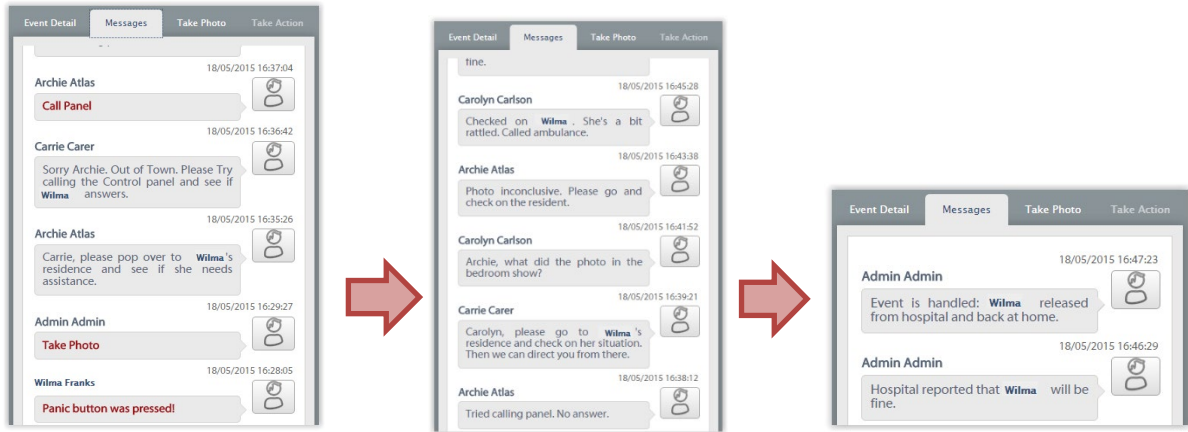 Event Detail Messages Take Photo Take Action
18/05/2015 16:37:04
Archie Atlas
Call Panel
18/05/2015 16:36:42
Carrie Carer
Sorry Archie. Out of Town. Please Try
calling the Control panel and see if
Wilma answers.
18/05/2015 16:35:26
Archie Atlas
Carrie, please pop over to Wilma's
residence and see if she needs
assistance.
18/05/2015 16:29:27
Admin Admin
Take Photo
18/05/2015 16:28:05
Wilma Franks
Panic button was pressed!
Event Detail Messages Take Photo Take Action
fine.
18/05/2015 16:45:28
Carolyn Carlson
Checked on Wilma . She's a bit
rattled. Called ambulance.
18/05/2015 16:43:38
Archie Atlas
Photo inconclusive. Please go and
check on the resident.
18/05/2015 16:41:52
Carolyn Carlson
Archie, what did the photo in the
bedroom show?
18/05/2015 16:39:21
Carrie Carer
Carolyn, please go to Wilma 's
residence and check on her situation.
Then we can direct you from there.
18/05/2015 16:38:12
Archie Atlas
Tried calling panel. No answer.
Event Detail Messages Take Photo Take Action
18/05/2015 16:47:23
Admin Admin
Event is handled: Wilma released
from hospital and back at home.
18/05/2015 16:46:29
Admin Admin
Hospital reported that Wilma will be
fine.